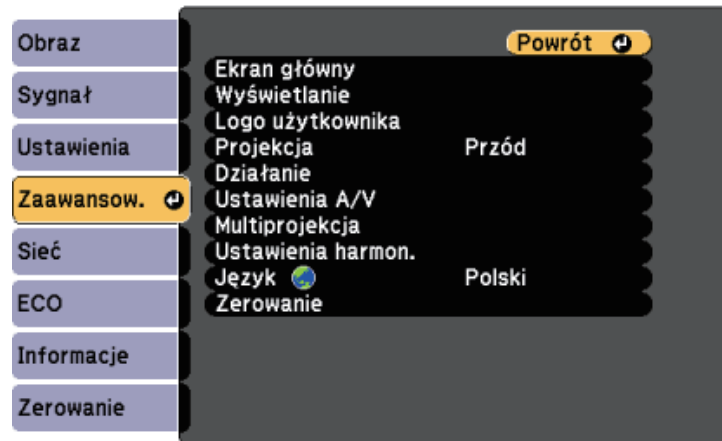 Obraz
Sygnał
Ustawienia
Zaawansow.
Sieć
ECO
Informacje
Zerowanie
Powrót
Ekran główny
Wyświetlanie
Logo użytkownika
Projekcja Przód
Działanie
Ustawienia A/V
Multiprojekcja
Ustawienia harmon.
Język Polski
Zerowanie